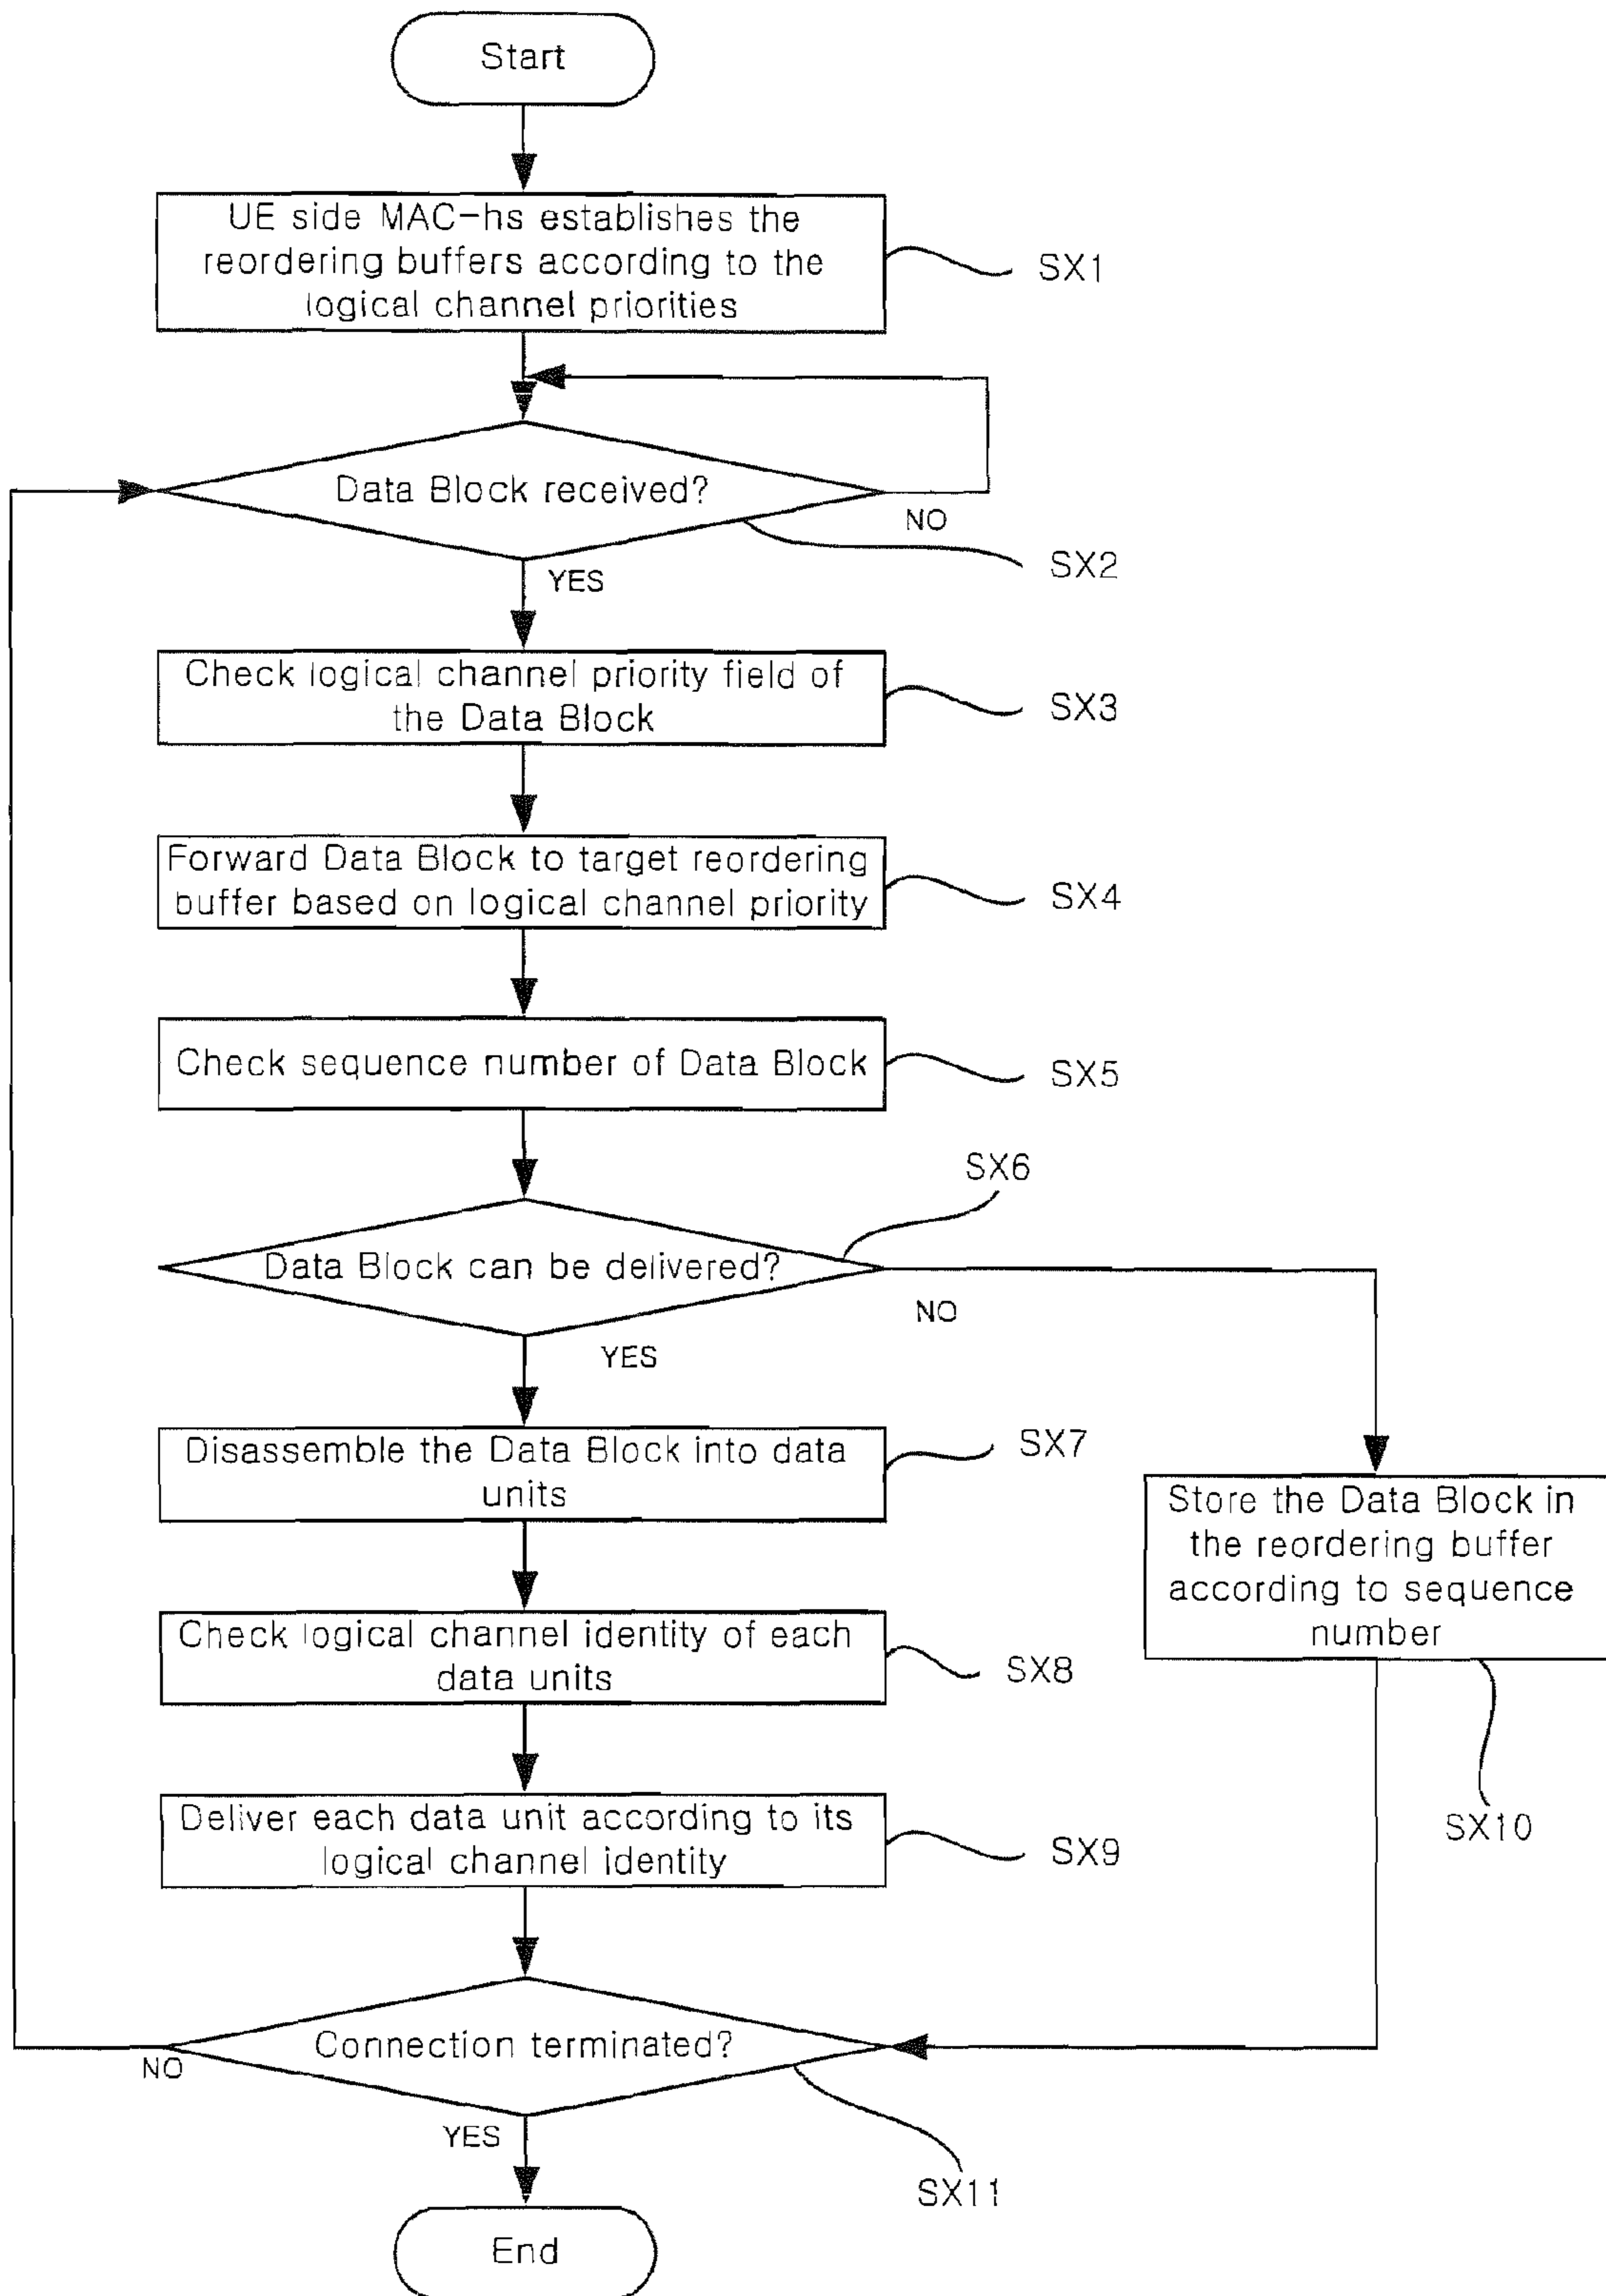 Start
UE side MAC-hs establishes the
reordering buffers according to the
logical channel priorities
SX1
Data Block received?
NO
SX2
YES
Check logical channel priority field of
the Data Block
SX3
Forward Data Block to target reordering
buffer based on logical channel priority
SX4
Check sequence number of Data Block
SX5
SX6
Data Block can be delivered?
NO
YES
Disassemble the Data Block into data
units
SX7
Store the Data Block in
the reordering buffer
according to sequence
number
Check logical channel identity of each
data units
SX8
SX10
Deliver each data unit according to its
logical channel identity
SX9
Connection terminated?
NO
YES
SX11
End